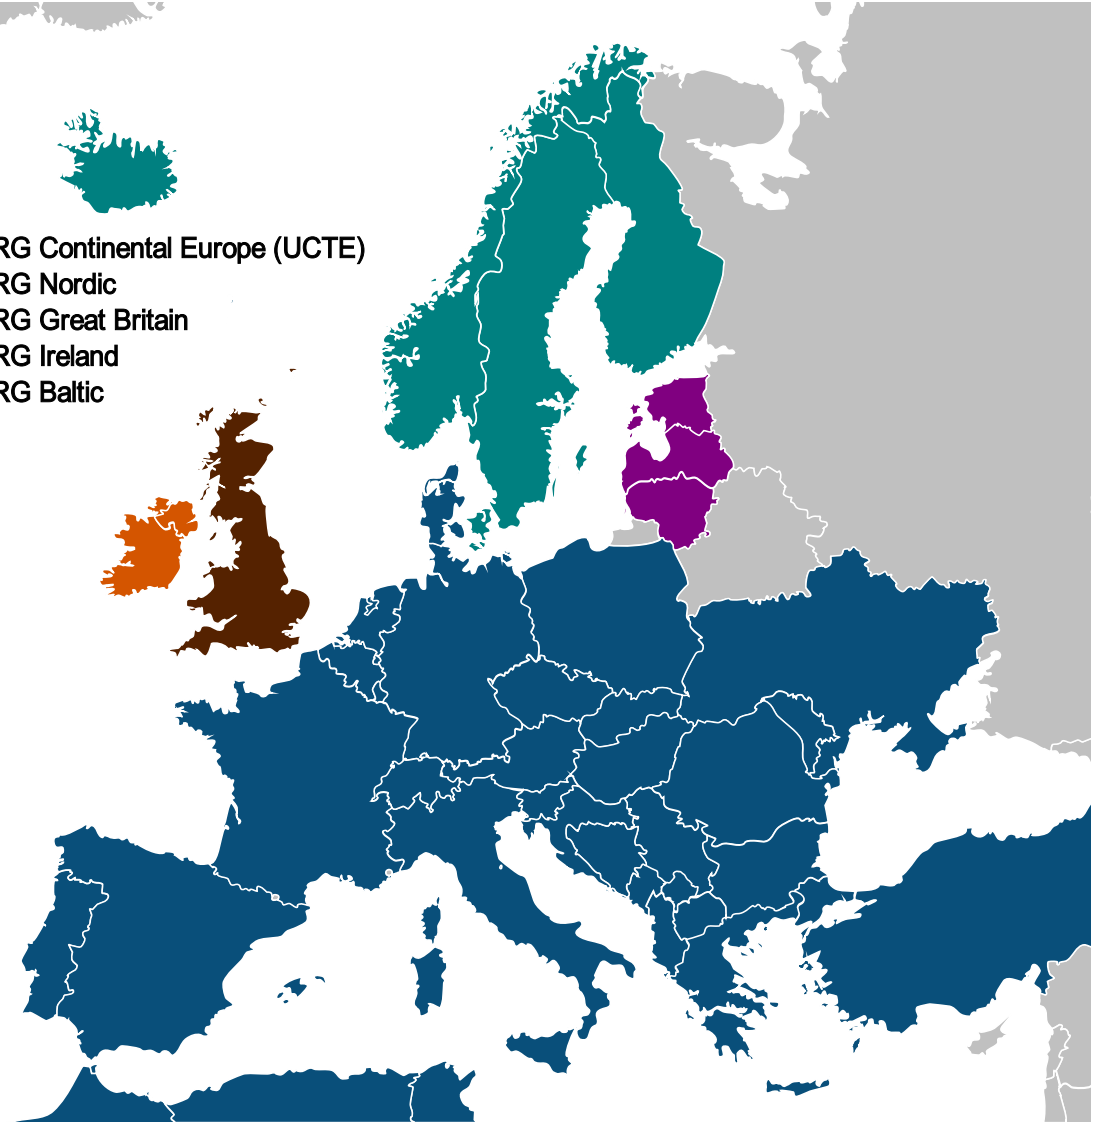 RG Continental Europe (UCTE)
RG Nordic
RG Great Britain
RG Ireland
RG Baltic